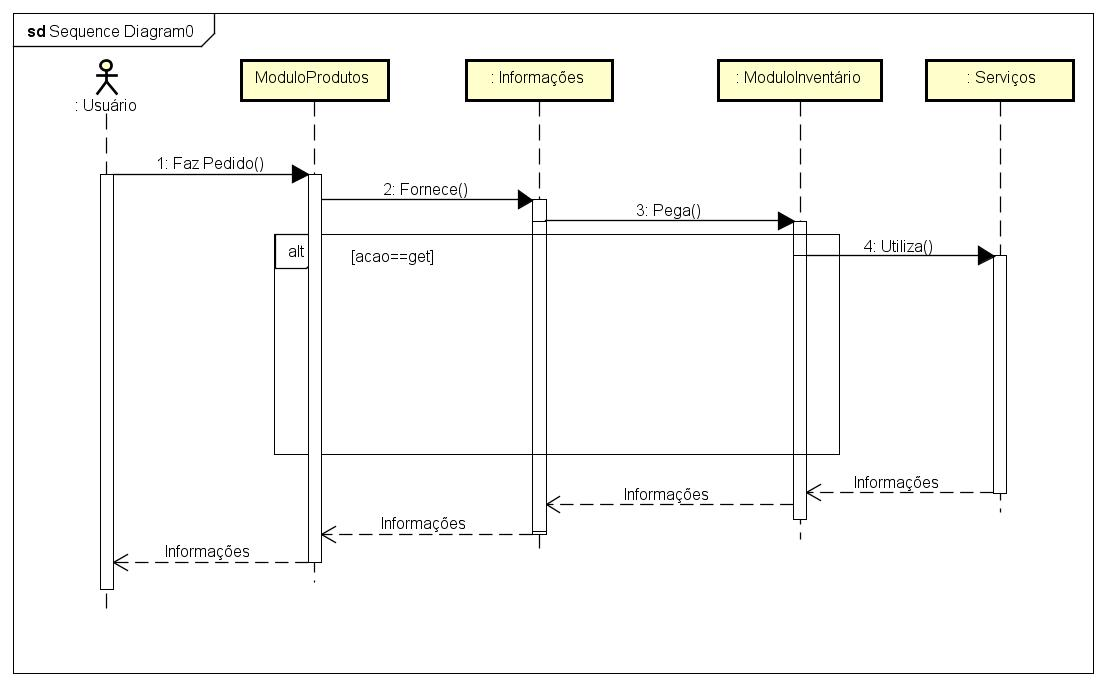 sd Sequence Diagram0
: Usuário
ModuloProdutos
: Informações
: ModuloInventário
: Serviços
1: Faz Pedido()
2: Fornece()
3: Pega()
4: Utiliza()
alt
[acao==get]
Informações
Informações
Informações
Informações